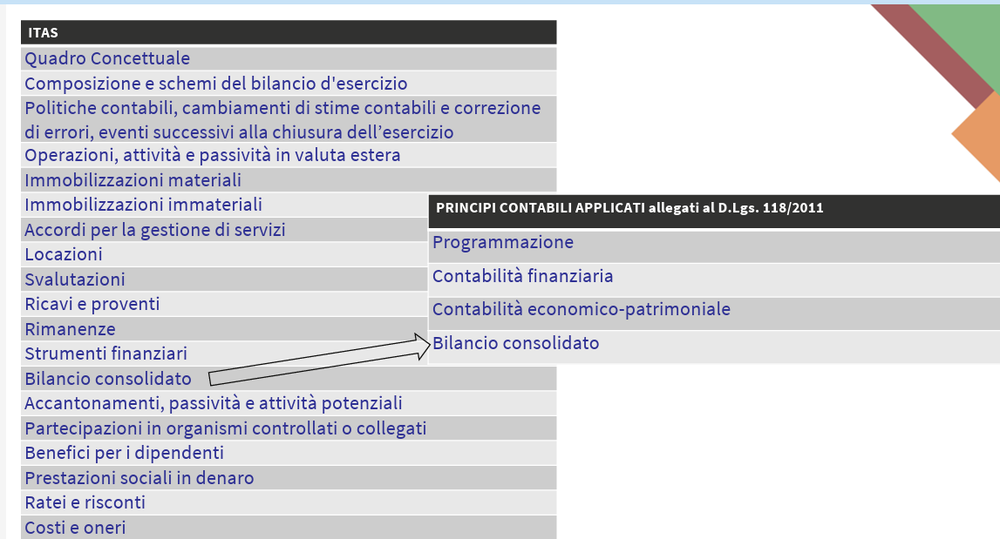 ITAS
Quadro Concettuale
Composizione e schemi del bilancio d'esercizio
Politiche contabili, cambiamenti di stime contabili e correzione
di errori, eventi successivi alla chiusura dell’esercizio
Operazioni, attività e passività in valuta estera
Immobilizzazioni materiali
Immobilizzazioni immateriali
Accordi per la gestione di servizi
Locazioni
Svalutazioni
Ricavi e proventi
Rimanenze
Strumenti finanziari
Bilancio consolidato
Accantonamenti, passività e attività potenziali
Partecipazioni in organismi controllati o collegati
Benefici per i dipendenti
Prestazioni sociali in denaro
Ratei e risconti
Costi e oneri
PRINCIPI CONTABILI APPLICATI allegati al D.Lgs. 118/2011
Programmazione
Contabilità finanziaria
Contabilità economico-patrimoniale
Bilancio consolidato